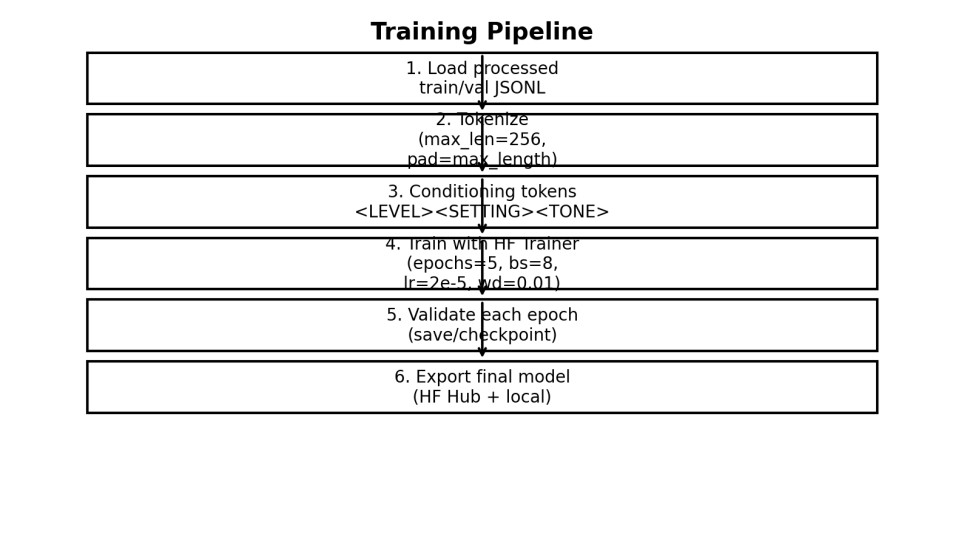 Training Pipeline
1. Load processed
train/val JSONL
2. Tokenize
(max_len=256,
pad=max_length)
3. Conditioning tokens
<LEVEL><SETTING><TONE>
4. Train with HF Trainer
(epochs=5, bs=8,
lr=2e-5, wd=0.01)
5. Validate each epoch
(save/checkpoint)
6. Export final model
(HF Hub + local)